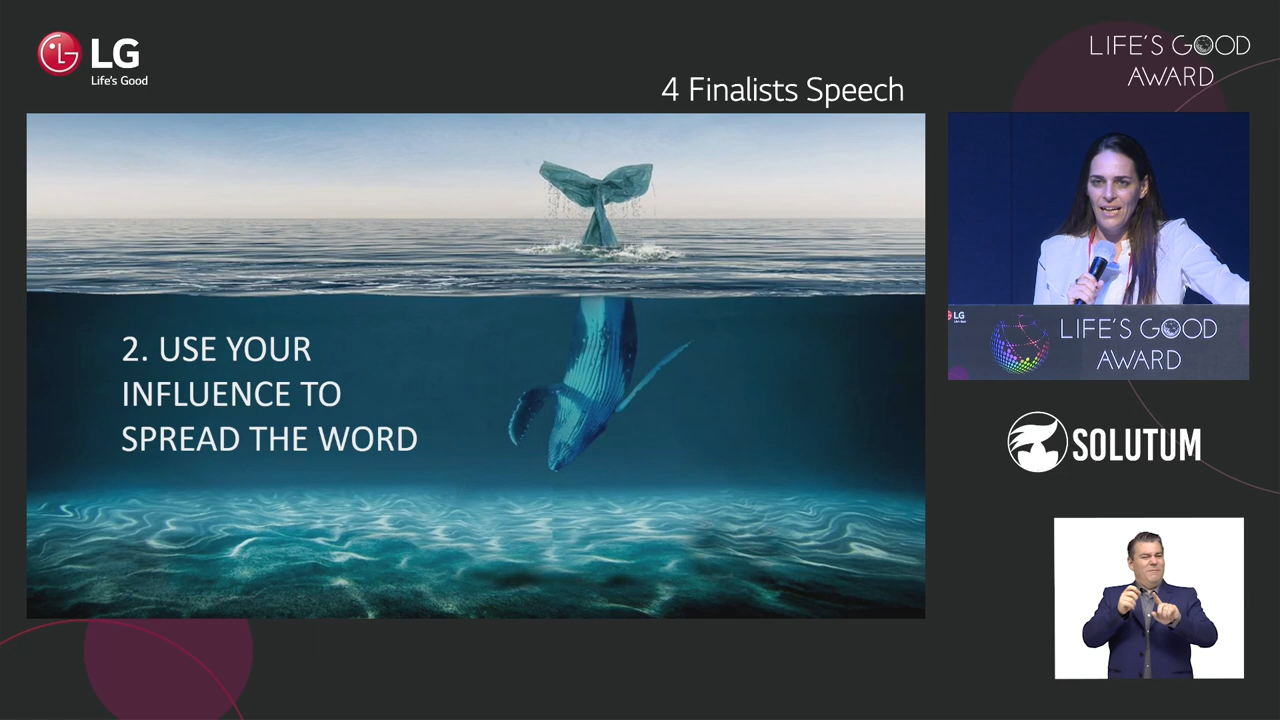 LG
Life's Good
LIFE'S GOOD
AWARD
4 Finalists Speech
2. USE YOUR
INFLUENCE TO
SPREAD THE WORD
LG
LIFE'S GOOD
AWARD
SOLUTUM